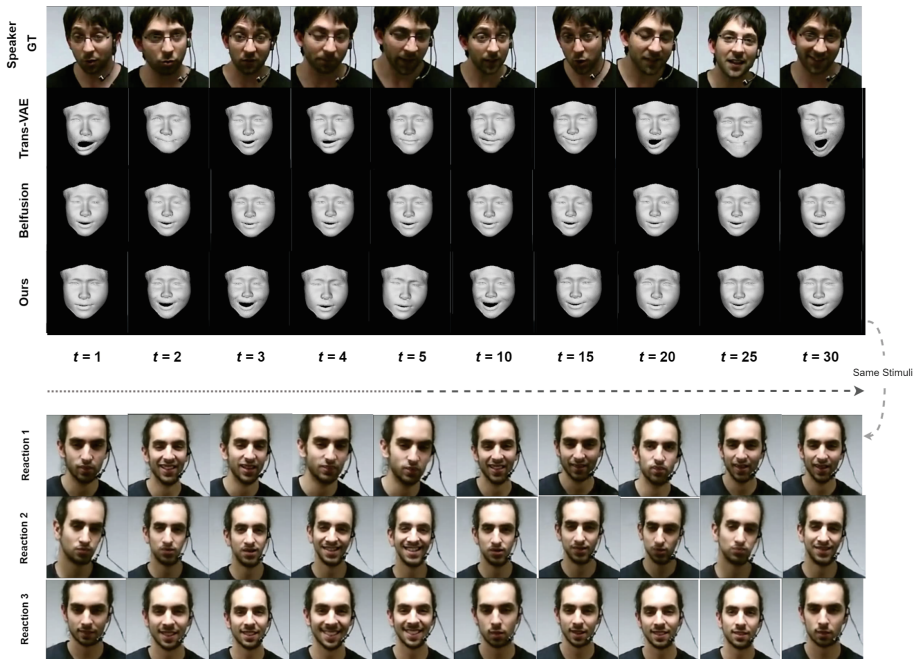 Speaker
GT
Trans-VAE
Belfusion
Ours
t = 1 t = 2 t = 3 t = 4 t = 5 t = 10 t = 15 t = 20 t = 25 t = 30
Same Stimuli
Reaction 1
Reaction 2
Reaction 3